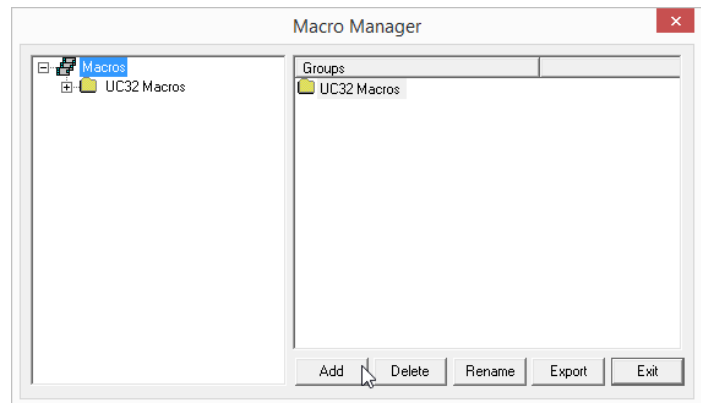 Macro Manager
Macros
UC32 Macros
Groups
UC32 Macros
Add Delete Rename Export Exit